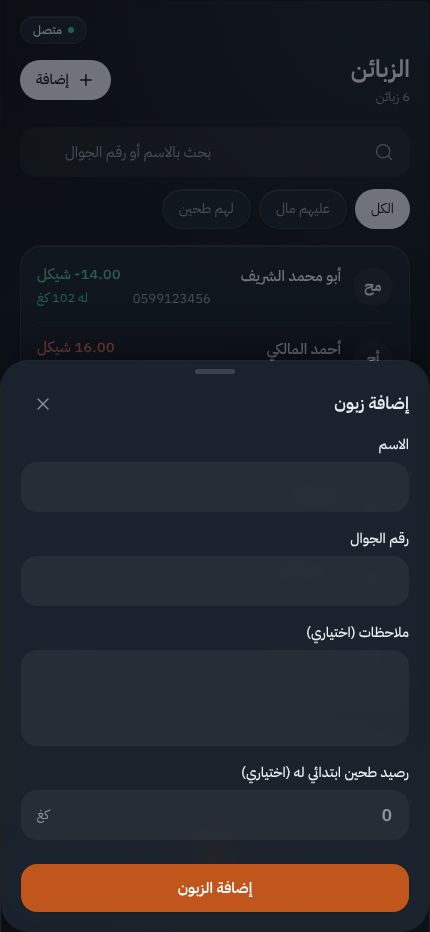 متصل
الزبائن
إضافة
6 زبائن
بحث بالاسم أو رقم الجوال
الكل
عليهم مال
لهم طحين
مح
أبو محمد الشريف
-14.00 شيكل
0599123456
له 102 كغ
أح
أحمد المالكي
16.00 شيكل
إضافة زبون
الاسم
رقم الجوال
ملاحظات (اختياري)
رصيد طحين ابتدائي له (اختياري)
0
كغ
إضافة الزبون